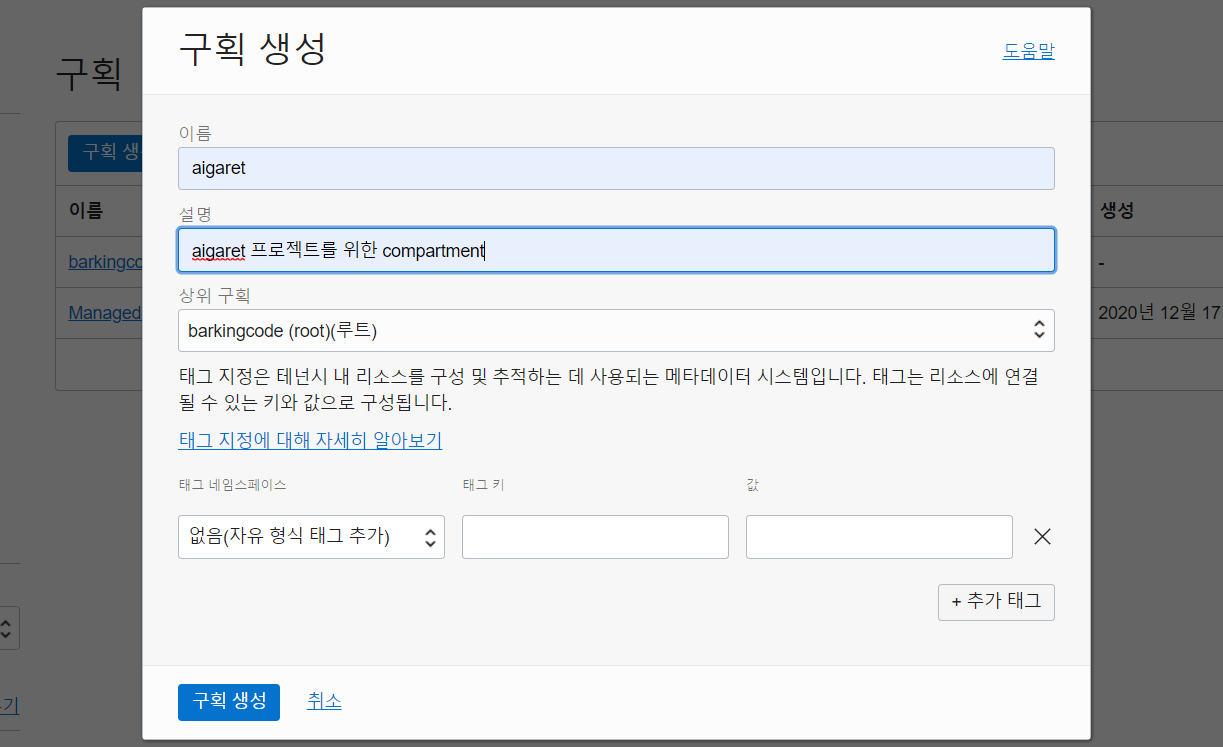 구획 생성
도움말
구획
이름
aigaret
구획 생
설명
이름
생성
aigaret 프로젝트를 위한 compartment
barkingco
-
상위 구획
barkingcode (root)(루트)
Managed
2020년 12월 17
태그 지정은 테넌시 내 리소스를 구성 및 추적하는 데 사용되는 메타데이터 시스템입니다. 태그는 리소스에 연결
될 수 있는 키와 값으로 구성됩니다.
태그 지정에 대해 자세히 알아보기
태그 네임스페이스 태그 키 값
없음(자유 형식 태그 추가)
+ 추가 태그
구획 생성 취소
기